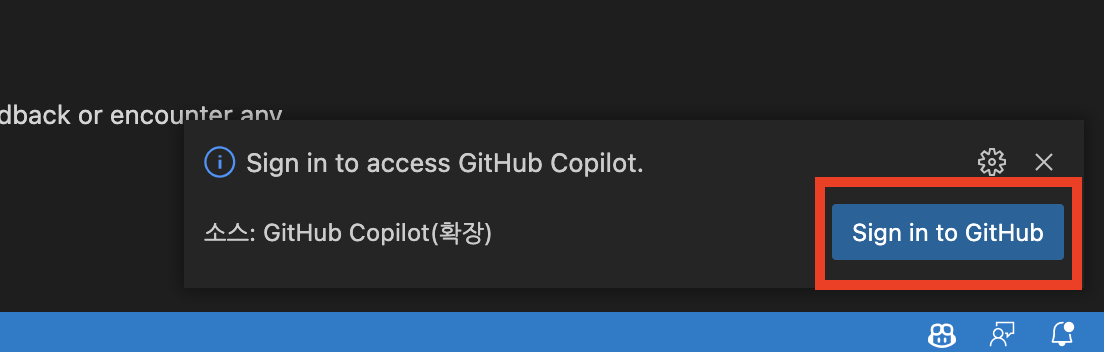 dback or encounter any
Sign in to access GitHub Copilot.
소스: GitHub Copilot(확장)
Sign in to GitHub